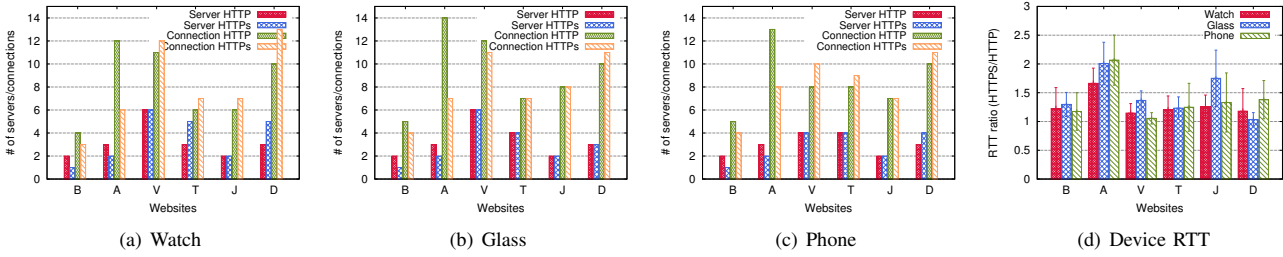 # of servers/connections
14
12
10
8
6
4
2
0
Server HTTP
Server HTTPs
Connection HTTP
Connection HTTPs
B A V T J D
Websites
(a) Watch
# of servers/connections
14
12
10
8
6
4
2
0
Server HTTP
Server HTTPs
Connection HTTP
Connection HTTPs
B A V T J D
Websites
(b) Glass
# of servers/connections
14
12
10
8
6
4
2
0
Server HTTP
Server HTTPs
Connection HTTP
Connection HTTPs
B A V T J D
Websites
(c) Phone
RTT ratio (HTTPS/HTTP)
3
2.5
2
1.5
1
0.5
0
Watch
Glass
Phone
B A V T J D
Websites
(d) Device RTT